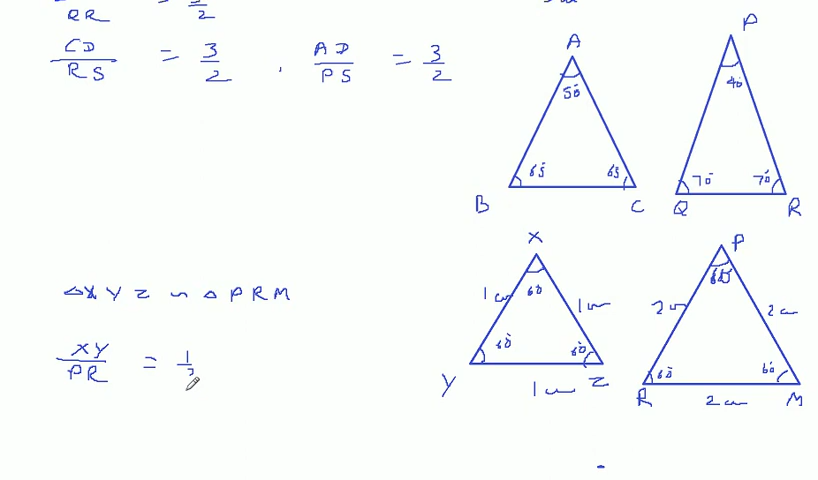 RR
2
CD/RS = 3/2 , AD/PS = 3/2
A
50°
65°
65
B
C
P
40°
70°
70°
Q
R
△XYZ ~ △PRM
XY/PR = 1/2
X
60
1 cm
1 cm
60
60
Y
1 cm
Z
P
60°
2 cm
2 cm
60
60
R
2 cm
M